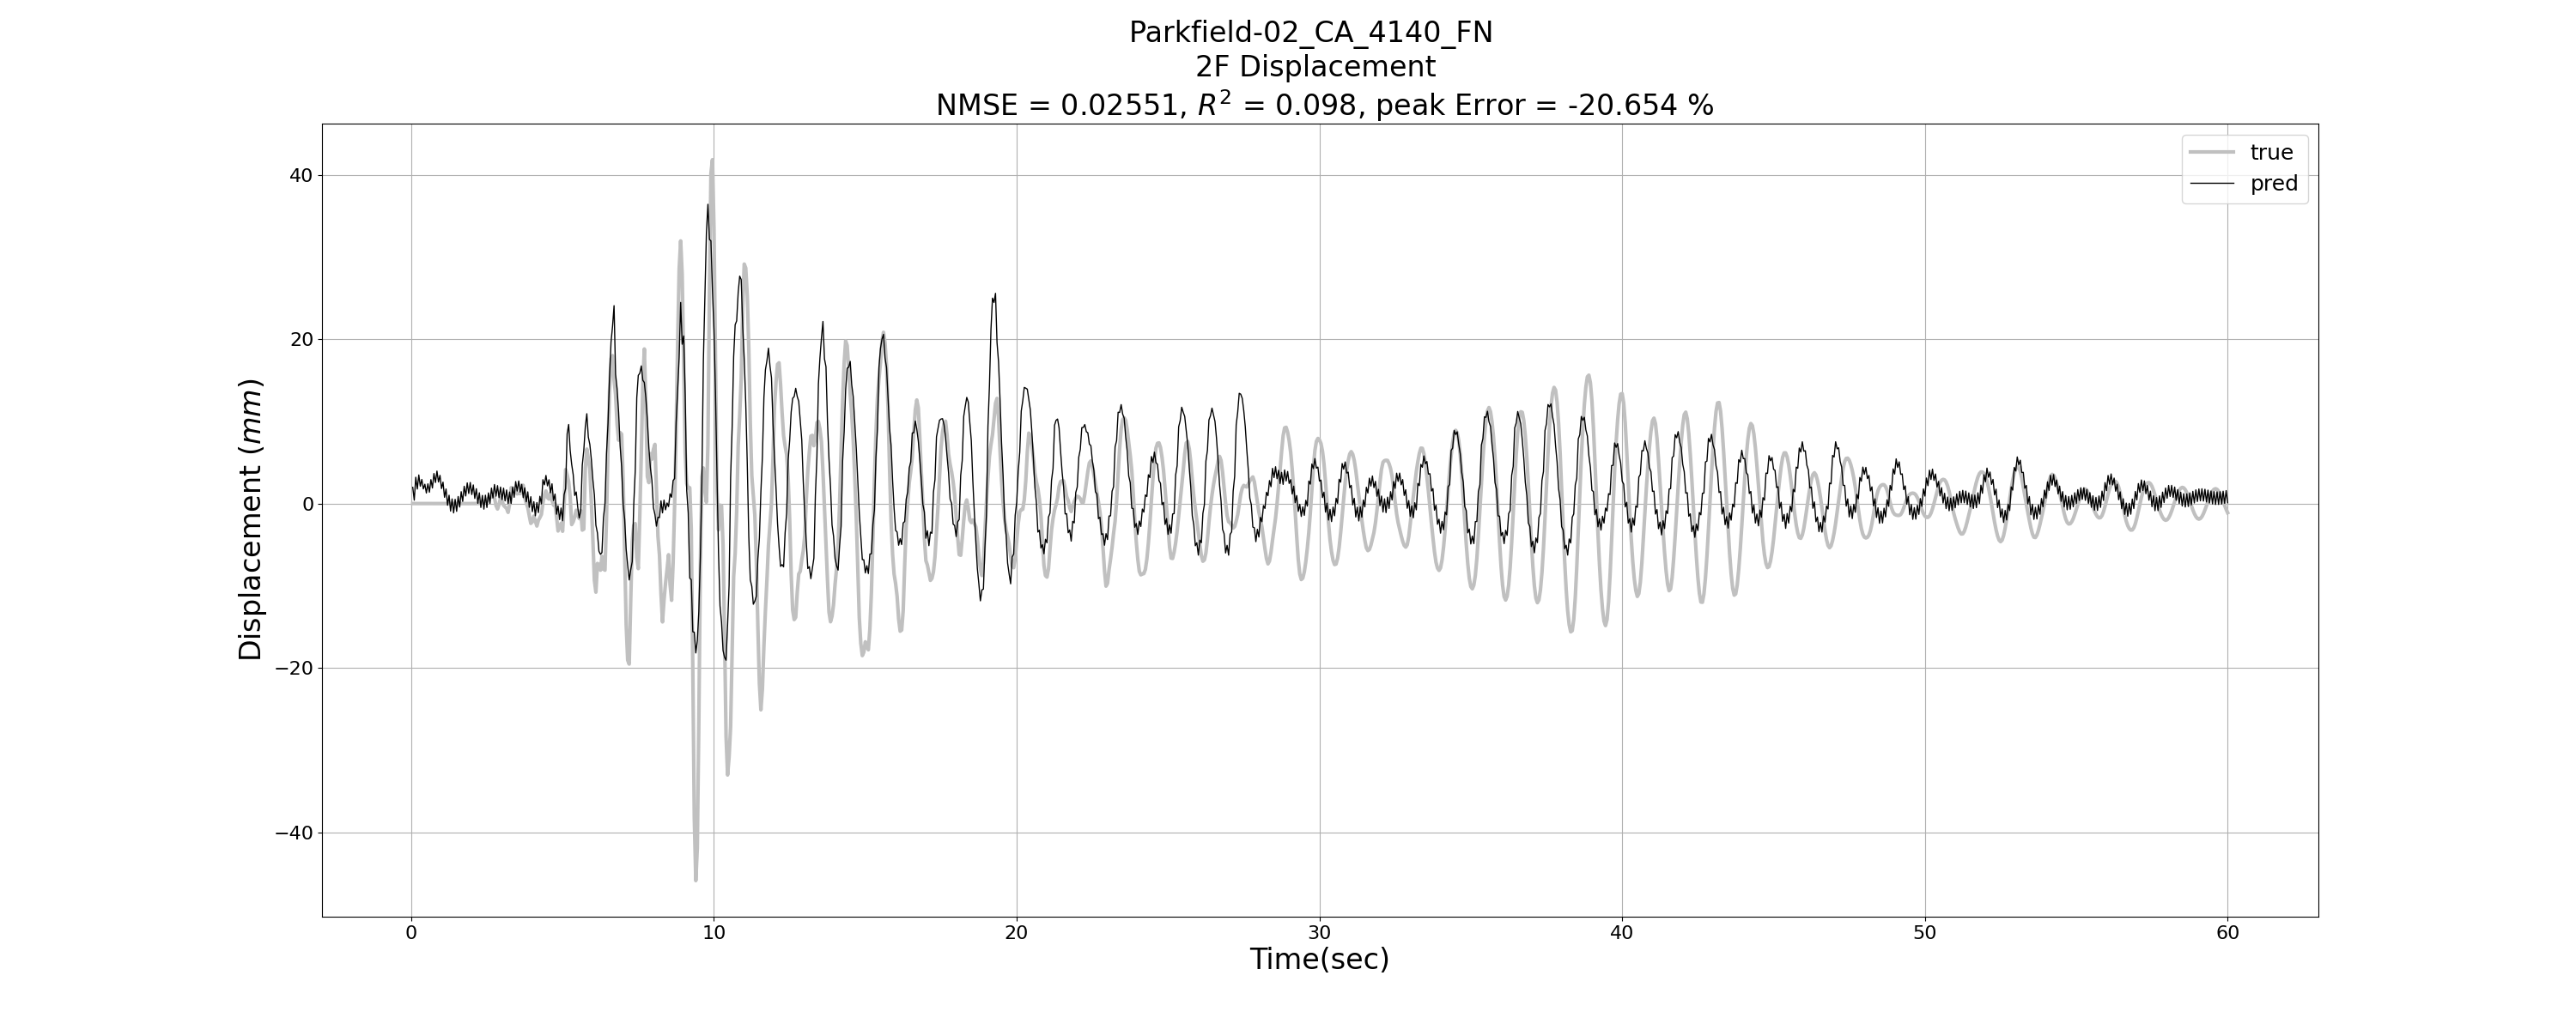 Parkfield-02_CA_4140_FN
2F Displacement
NMSE = 0.02551, R² = 0.098, peak Error = -20.654 %
true
pred
Displacement (mm)
40
20
0
−20
−40
0 10 20 30 40 50 60
Time(sec)